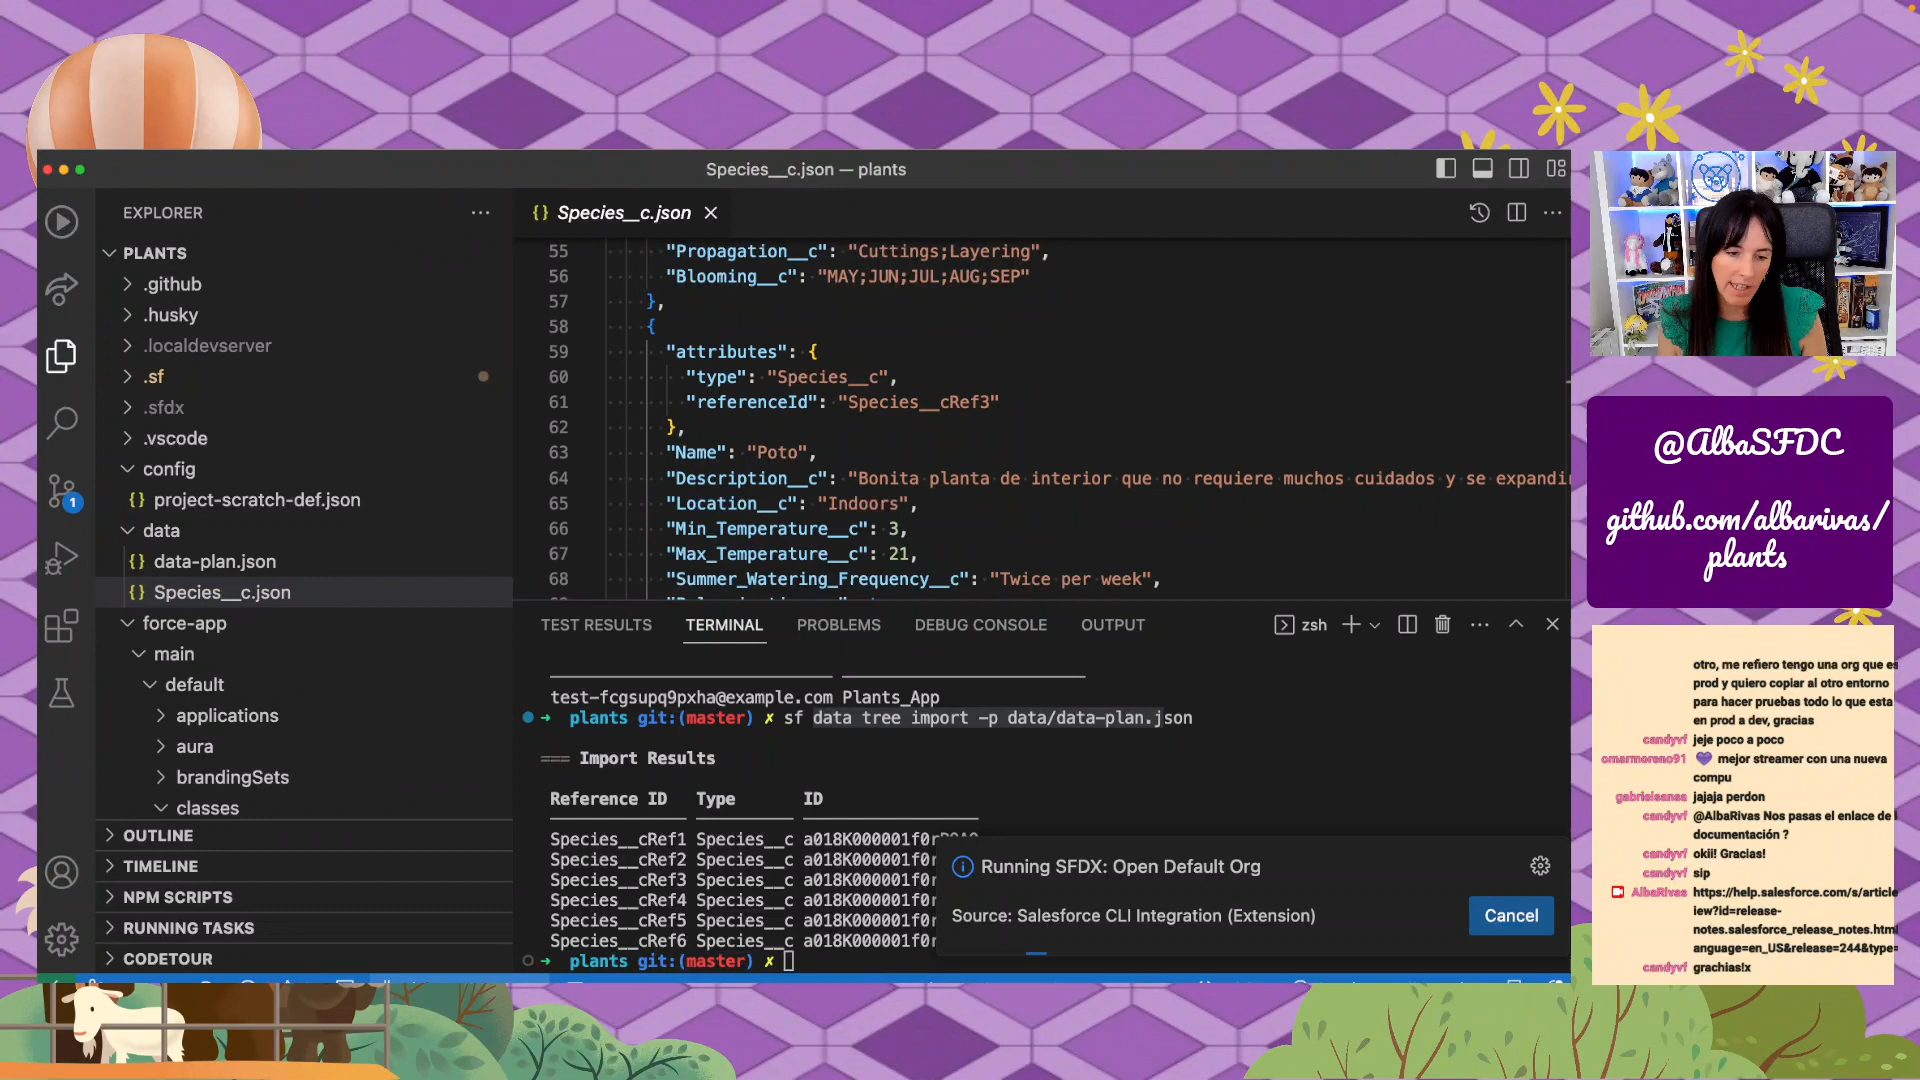 Species__c.json — plants
EXPLORER
PLANTS
.github
.husky
.localdevserver
.sf
.sfdx
.vscode
config
{} project-scratch-def.json
data
{} data-plan.json
{} Species__c.json
force-app
main
default
applications
aura
brandingSets
classes
OUTLINE
TIMELINE
NPM SCRIPTS
RUNNING TASKS
CODETOUR
1
{} Species__c.json
55 "Propagation__c": "Cuttings;Layering",
56 "Blooming__c": "MAY;JUN;JUL;AUG;SEP"
57 },
58 {
59 "attributes": {
60 "type": "Species__c",
61 "referenceId": "Species__cRef3"
62 },
63 "Name": "Poto",
64 "Description__c": "Bonita planta de interior que no requiere muchos cuidados y se expandi
65 "Location__c": "Indoors",
66 "Min_Temperature__c": 3,
67 "Max_Temperature__c": 21,
68 "Summer_Watering_Frequency__c": "Twice per week",
TEST RESULTS TERMINAL PROBLEMS DEBUG CONSOLE OUTPUT
zsh
test-fcgsupq9pxha@example.com Plants_App
➜ plants git:(master) ✗ sf data tree import -p data/data-plan.json
=== Import Results
Reference ID Type ID
Species__cRef1 Species__c a018K000001f0r
Species__cRef2 Species__c a018K000001f0r
Species__cRef3 Species__c a018K000001f0r
Species__cRef4 Species__c a018K000001f0r
Species__cRef5 Species__c a018K000001f0r
Species__cRef6 Species__c a018K000001f0r
➜ plants git:(master) ✗
Running SFDX: Open Default Org
Source: Salesforce CLI Integration (Extension)
Cancel
@AlbaSFDC
github.com/albarivas/
plants
otro, me refiero tengo una org que es
prod y quiero copiar al otro entorno
para hacer pruebas todo lo que esta
en prod a dev, gracias
candyvf jeje poco a poco
omarmoreno91 💜 mejor streamer con una nueva
compu
gabrielsansa jajaja perdon
candyvf @AlbaRivas Nos pasas el enlace de l
documentación ?
candyvf okii! Gracias!
candyvf sip
AlbaRivas https://help.salesforce.com/s/article
iew?id=release-
notes.salesforce_release_notes.html
anguage=en_US&release=244&type=
candyvf grachias!x